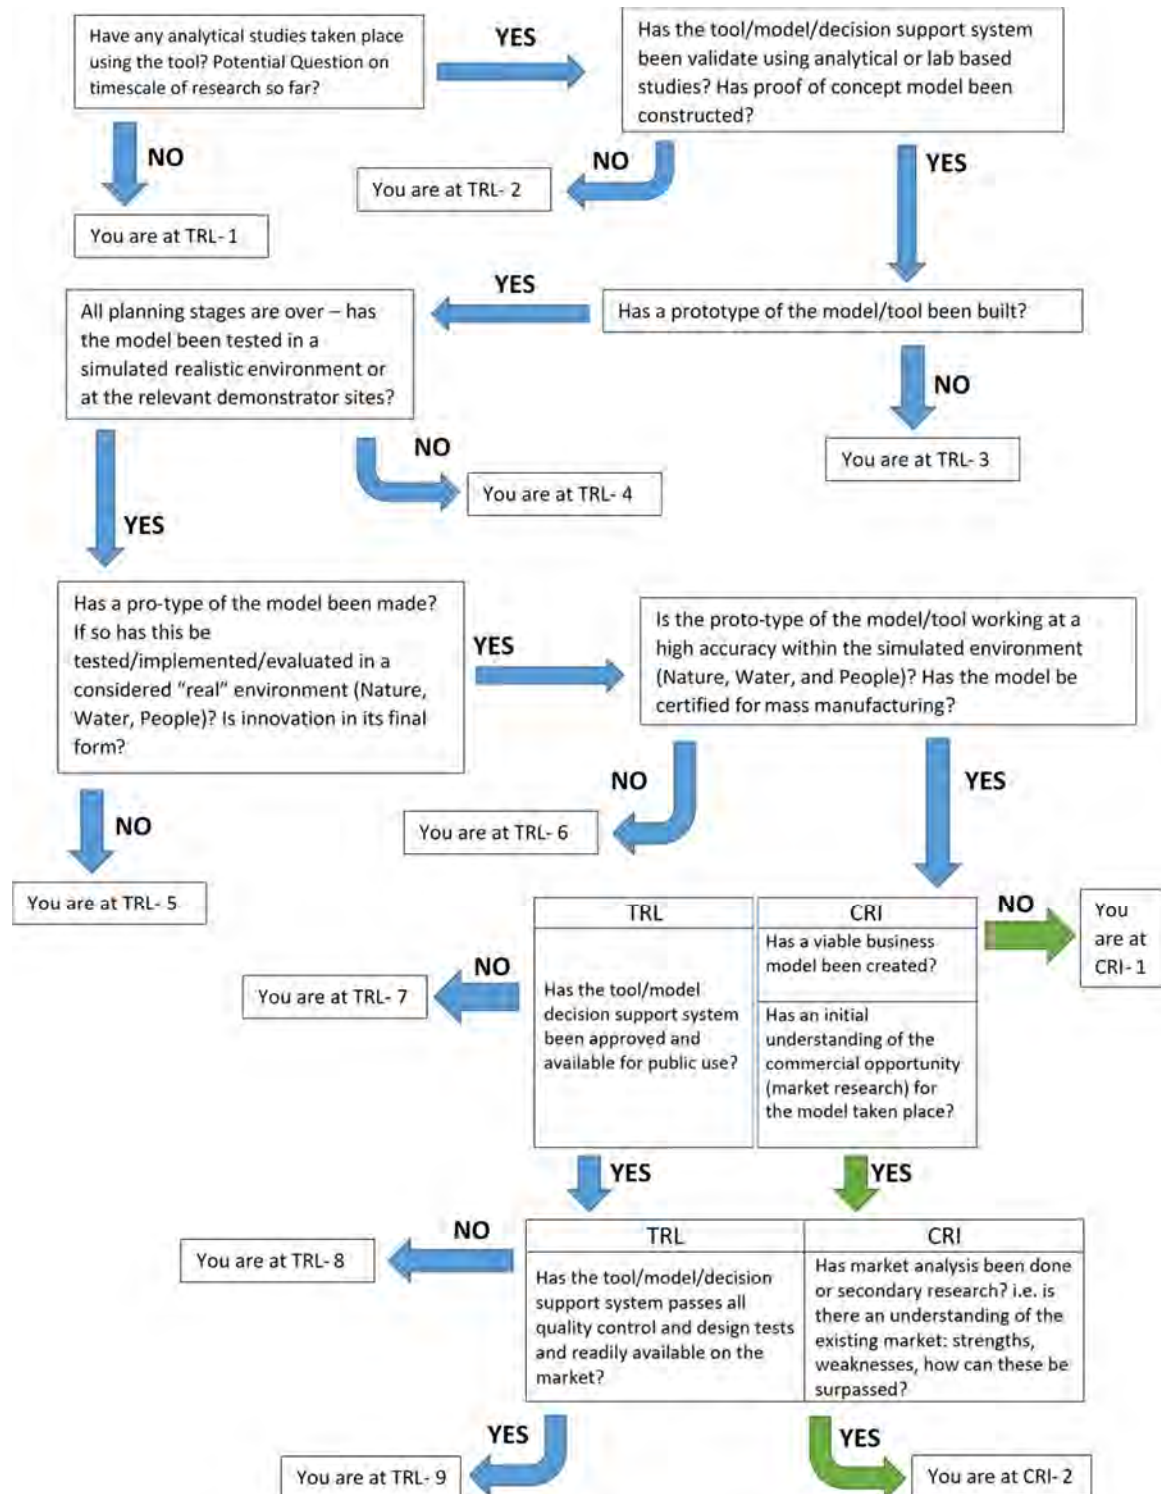 Have any analytical studies taken place
using the tool? Potential Question on
timescale of research so far?
YES
Has the tool/model/decision support system
been validate using analytical or lab based
studies? Has proof of concept model been
constructed?
NO
You are at TRL- 1
NO
You are at TRL- 2
YES
Has a prototype of the model/tool been built?
YES
NO
You are at TRL- 3
All planning stages are over – has
the model been tested in a
simulated realistic environment or
at the relevant demonstrator sites?
NO
You are at TRL- 4
YES
Has a pro-type of the model been made?
If so has this be
tested/implemented/evaluated in a
considered "real" environment (Nature,
Water, People)? Is innovation in its final
form?
YES
NO
You are at TRL- 5
Is the proto-type of the model/tool working at a
high accuracy within the simulated environment
(Nature, Water, and People)? Has the model be
certified for mass manufacturing?
NO
You are at TRL- 6
YES
TRL
Has the tool/model
decision support system
been approved and
available for public use?
NO
You are at TRL- 7
CRI
Has a viable business
model been created?
Has an initial
understanding of the
commercial opportunity
(market research) for
the model taken place?
NO
You
are at
CRI- 1
YES
YES
TRL
Has the tool/model/decision
support system passes all
quality control and design tests
and readily available on the
market?
NO
You are at TRL- 8
CRI
Has market analysis been done
or secondary research? i.e. is
there an understanding of the
existing market: strengths,
weaknesses, how can these be
surpassed?
YES
You are at TRL- 9
YES
You are at CRI- 2